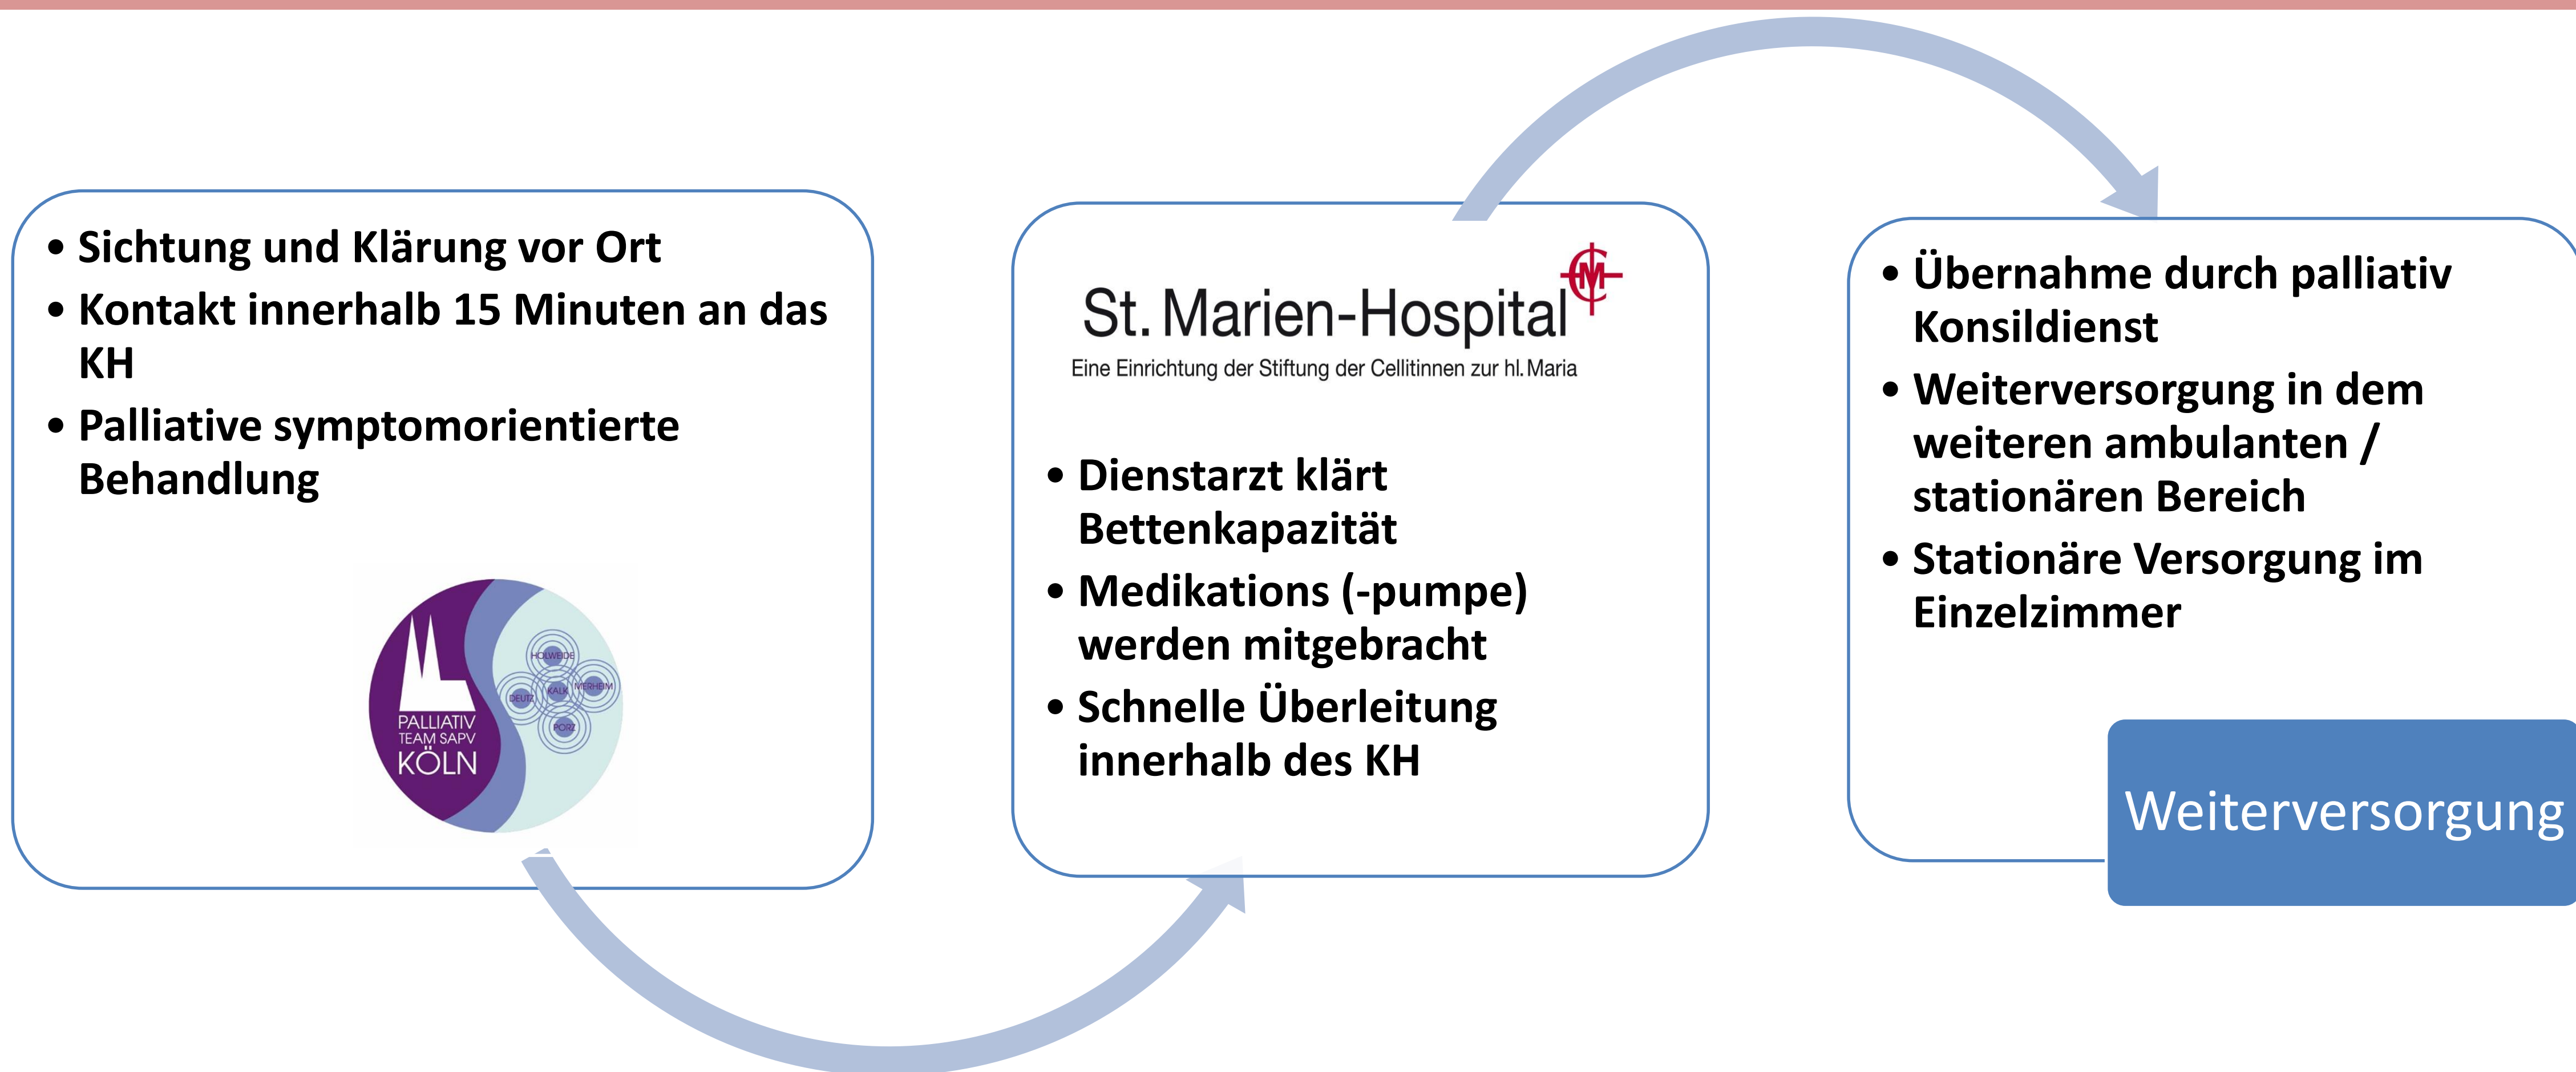 • Sichtung und Klärung vor Ort
• Kontakt innerhalb 15 Minuten an das
KH
• Palliative symptomorientierte
Behandlung
PALLIATIV
TEAM SAPV
KÖLN
HOLWEIDE
DEUTZ
KALK
MERHEIM
PORZ
St. Marien-Hospital
CM
Eine Einrichtung der Stiftung der Cellitinnen zur hl. Maria
• Dienstarzt klärt
Bettenkapazität
• Medikations (-pumpe)
werden mitgebracht
• Schnelle Überleitung
innerhalb des KH
• Übernahme durch palliativ
Konsildienst
• Weiterversorgung in dem
weiteren ambulanten /
stationären Bereich
• Stationäre Versorgung im
Einzelzimmer
Weiterversorgung